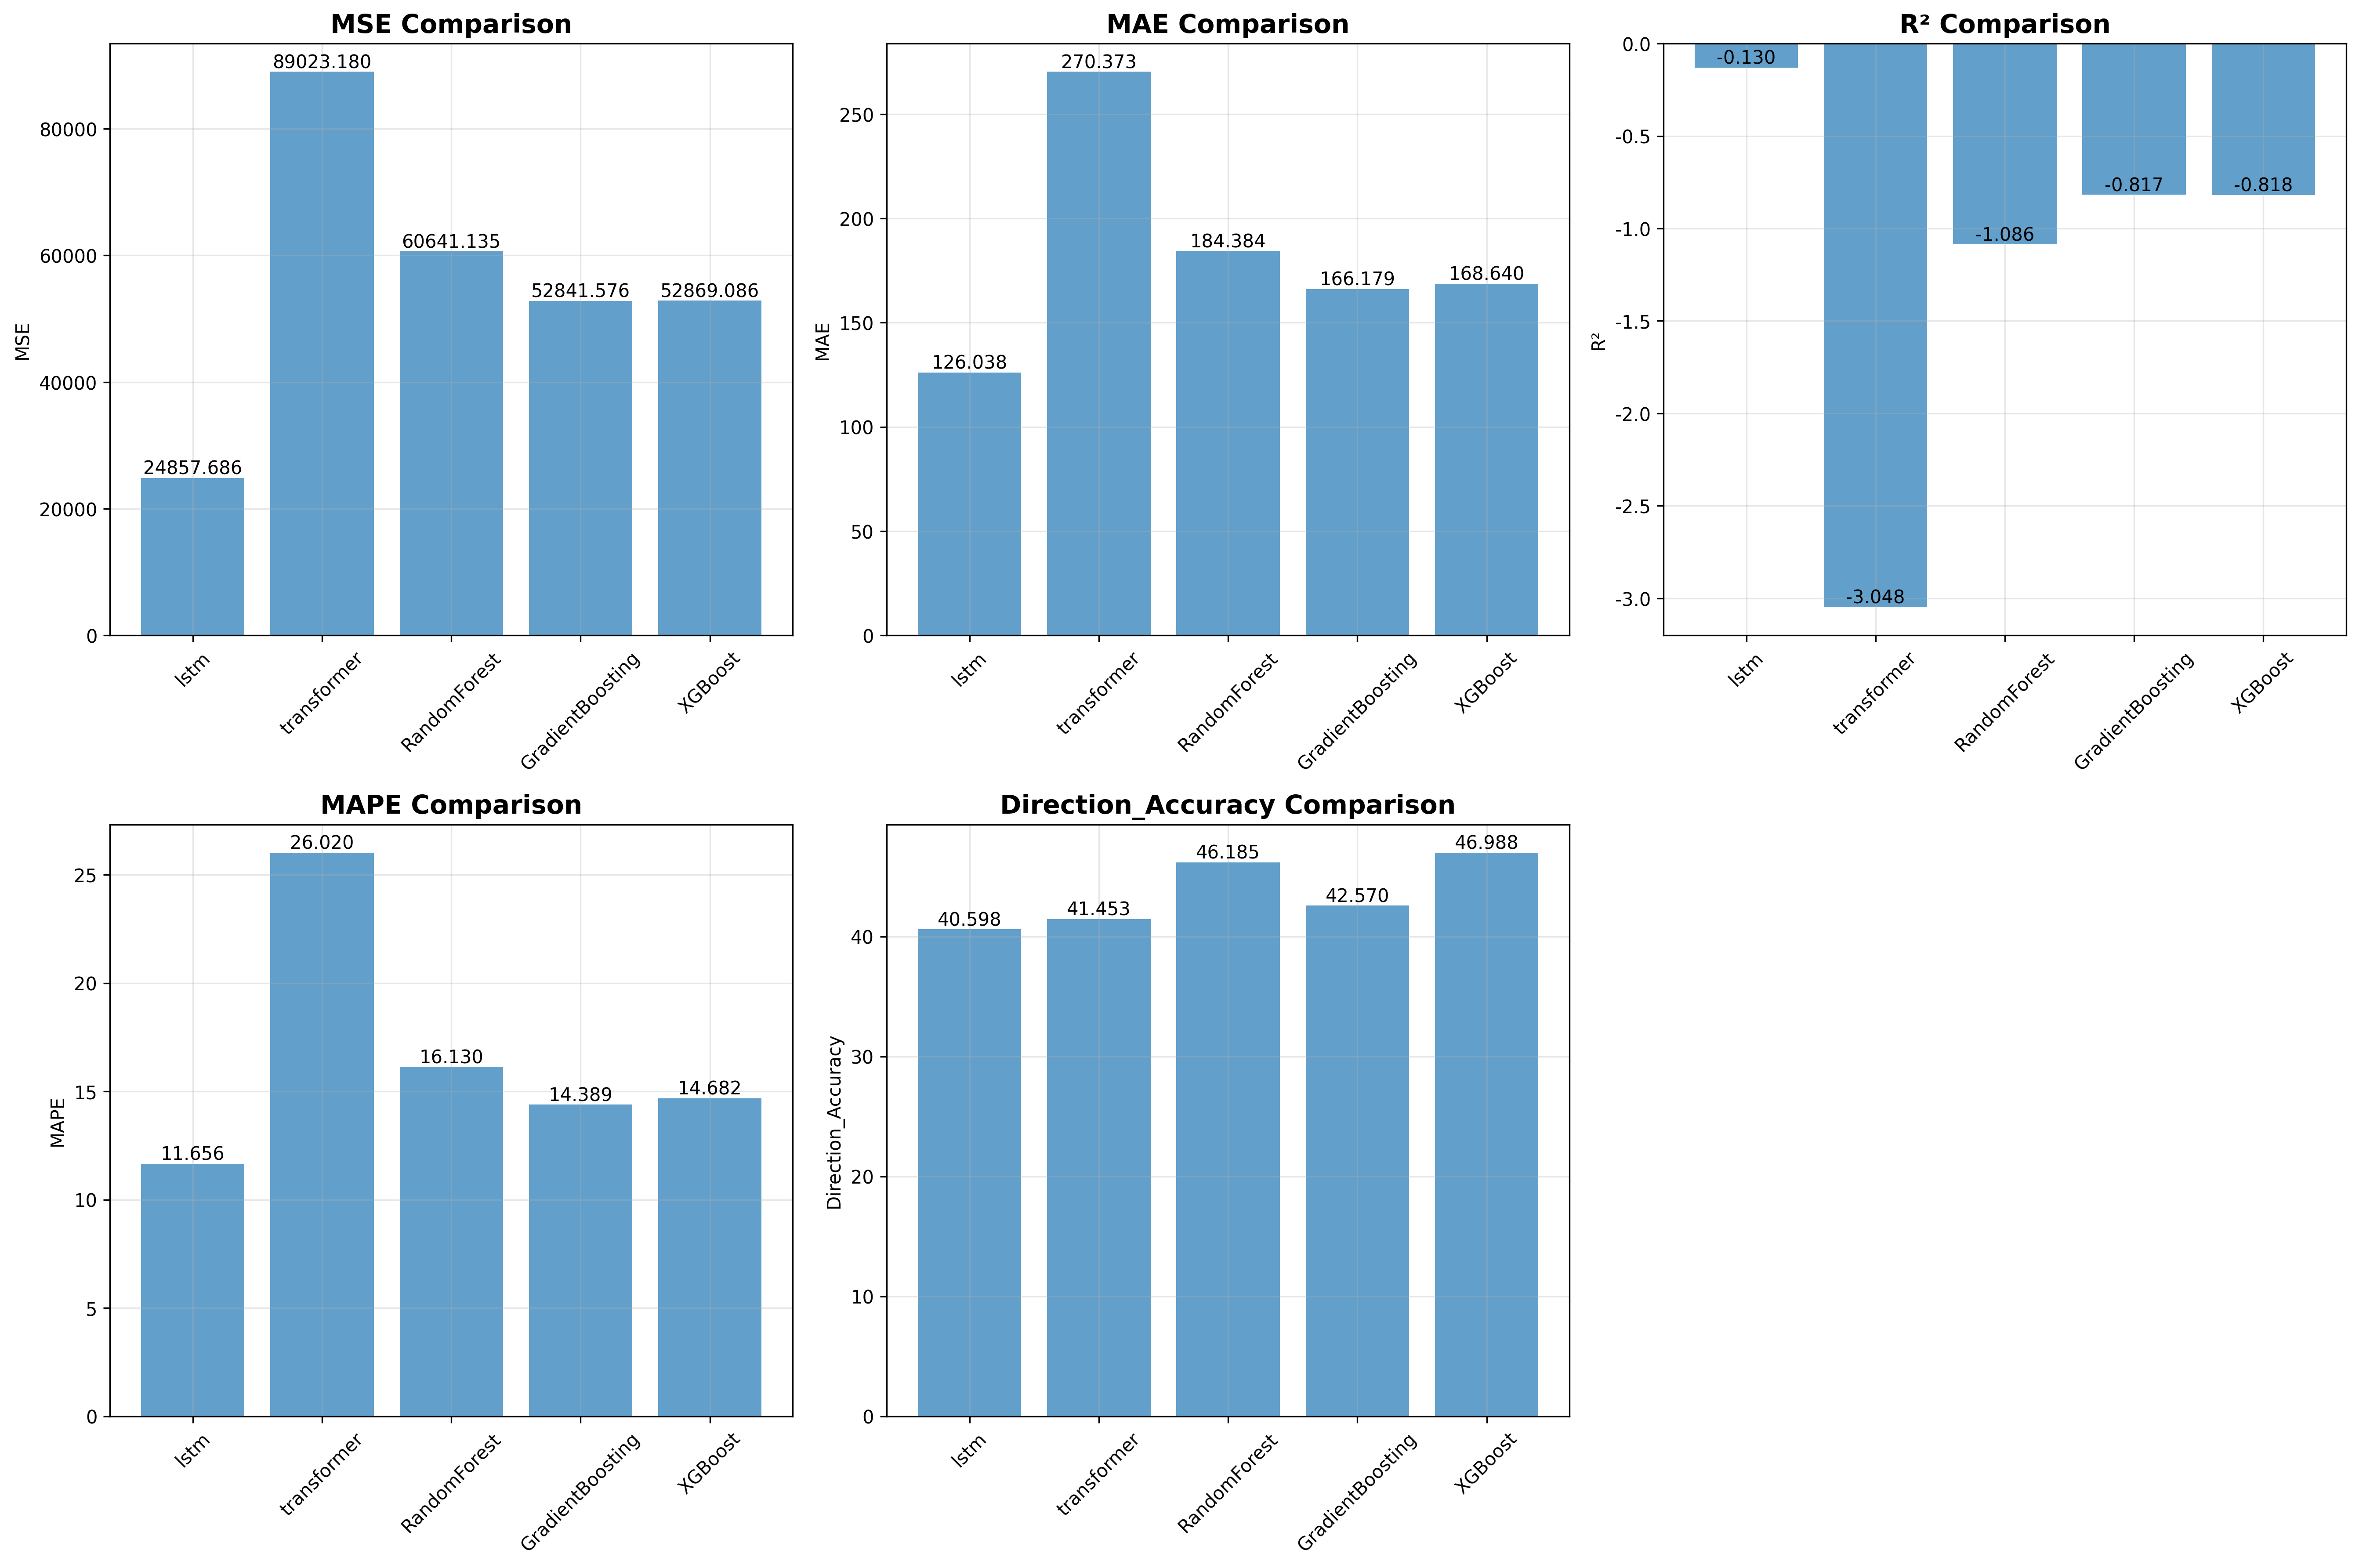 MSE Comparison
MSE
80000
60000
40000
20000
0
24857.686
89023.180
60641.135
52841.576
52869.086
lstm
transformer
RandomForest
GradientBoosting
XGBoost
MAE Comparison
MAE
250
200
150
100
50
0
126.038
270.373
184.384
166.179
168.640
lstm
transformer
RandomForest
GradientBoosting
XGBoost
R² Comparison
R²
0.0
-0.5
-1.0
-1.5
-2.0
-2.5
-3.0
-0.130
-3.048
-1.086
-0.817
-0.818
lstm
transformer
RandomForest
GradientBoosting
XGBoost
MAPE Comparison
MAPE
25
20
15
10
5
0
11.656
26.020
16.130
14.389
14.682
lstm
transformer
RandomForest
GradientBoosting
XGBoost
Direction_Accuracy Comparison
Direction_Accuracy
40
30
20
10
0
40.598
41.453
46.185
42.570
46.988
lstm
transformer
RandomForest
GradientBoosting
XGBoost